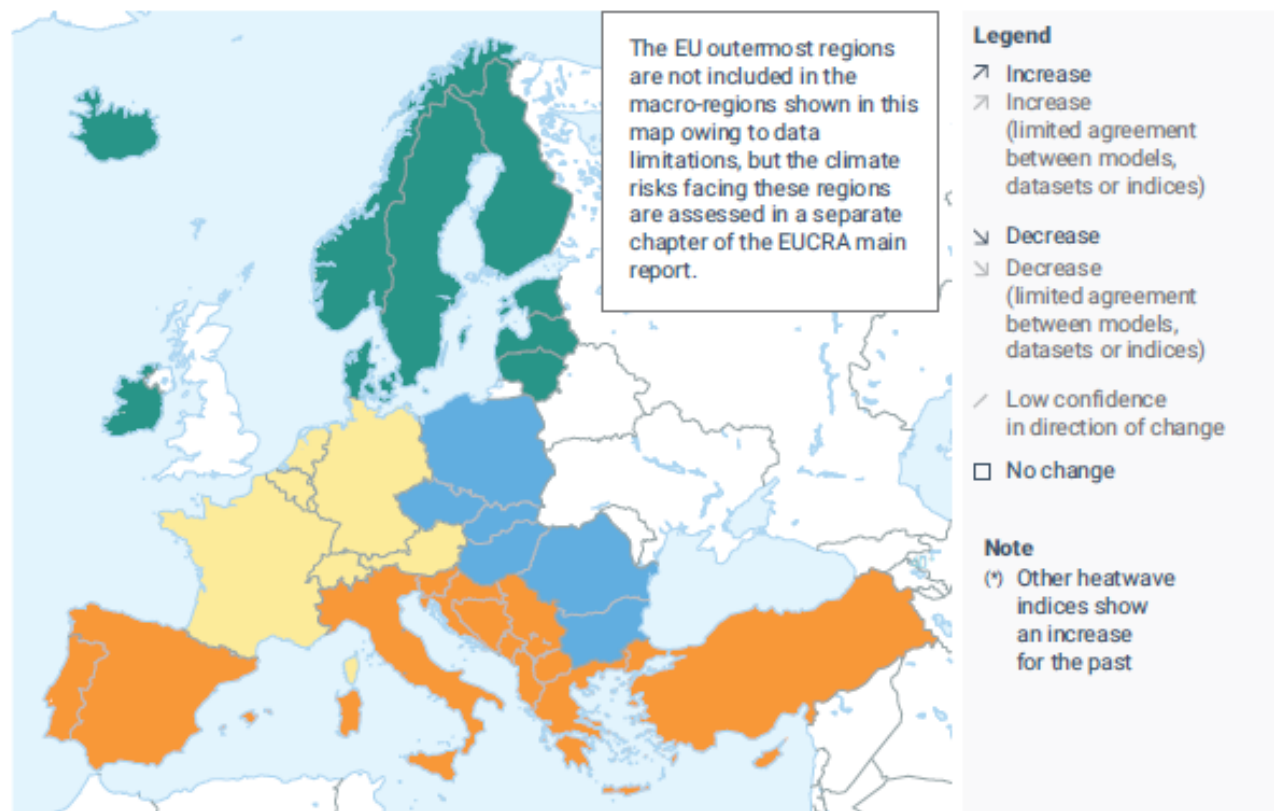 The EU outermost regions
are not included in the
macro-regions shown in this
map owing to data
limitations, but the climate
risks facing these regions
are assessed in a separate
chapter of the EUCRA main
report.
Legend
Increase
Increase
(limited agreement
between models,
datasets or indices)
Decrease
Decrease
(limited agreement
between models,
datasets or indices)
Low confidence
in direction of change
No change
Note
(*) Other heatwave
indices show
an increase
for the past